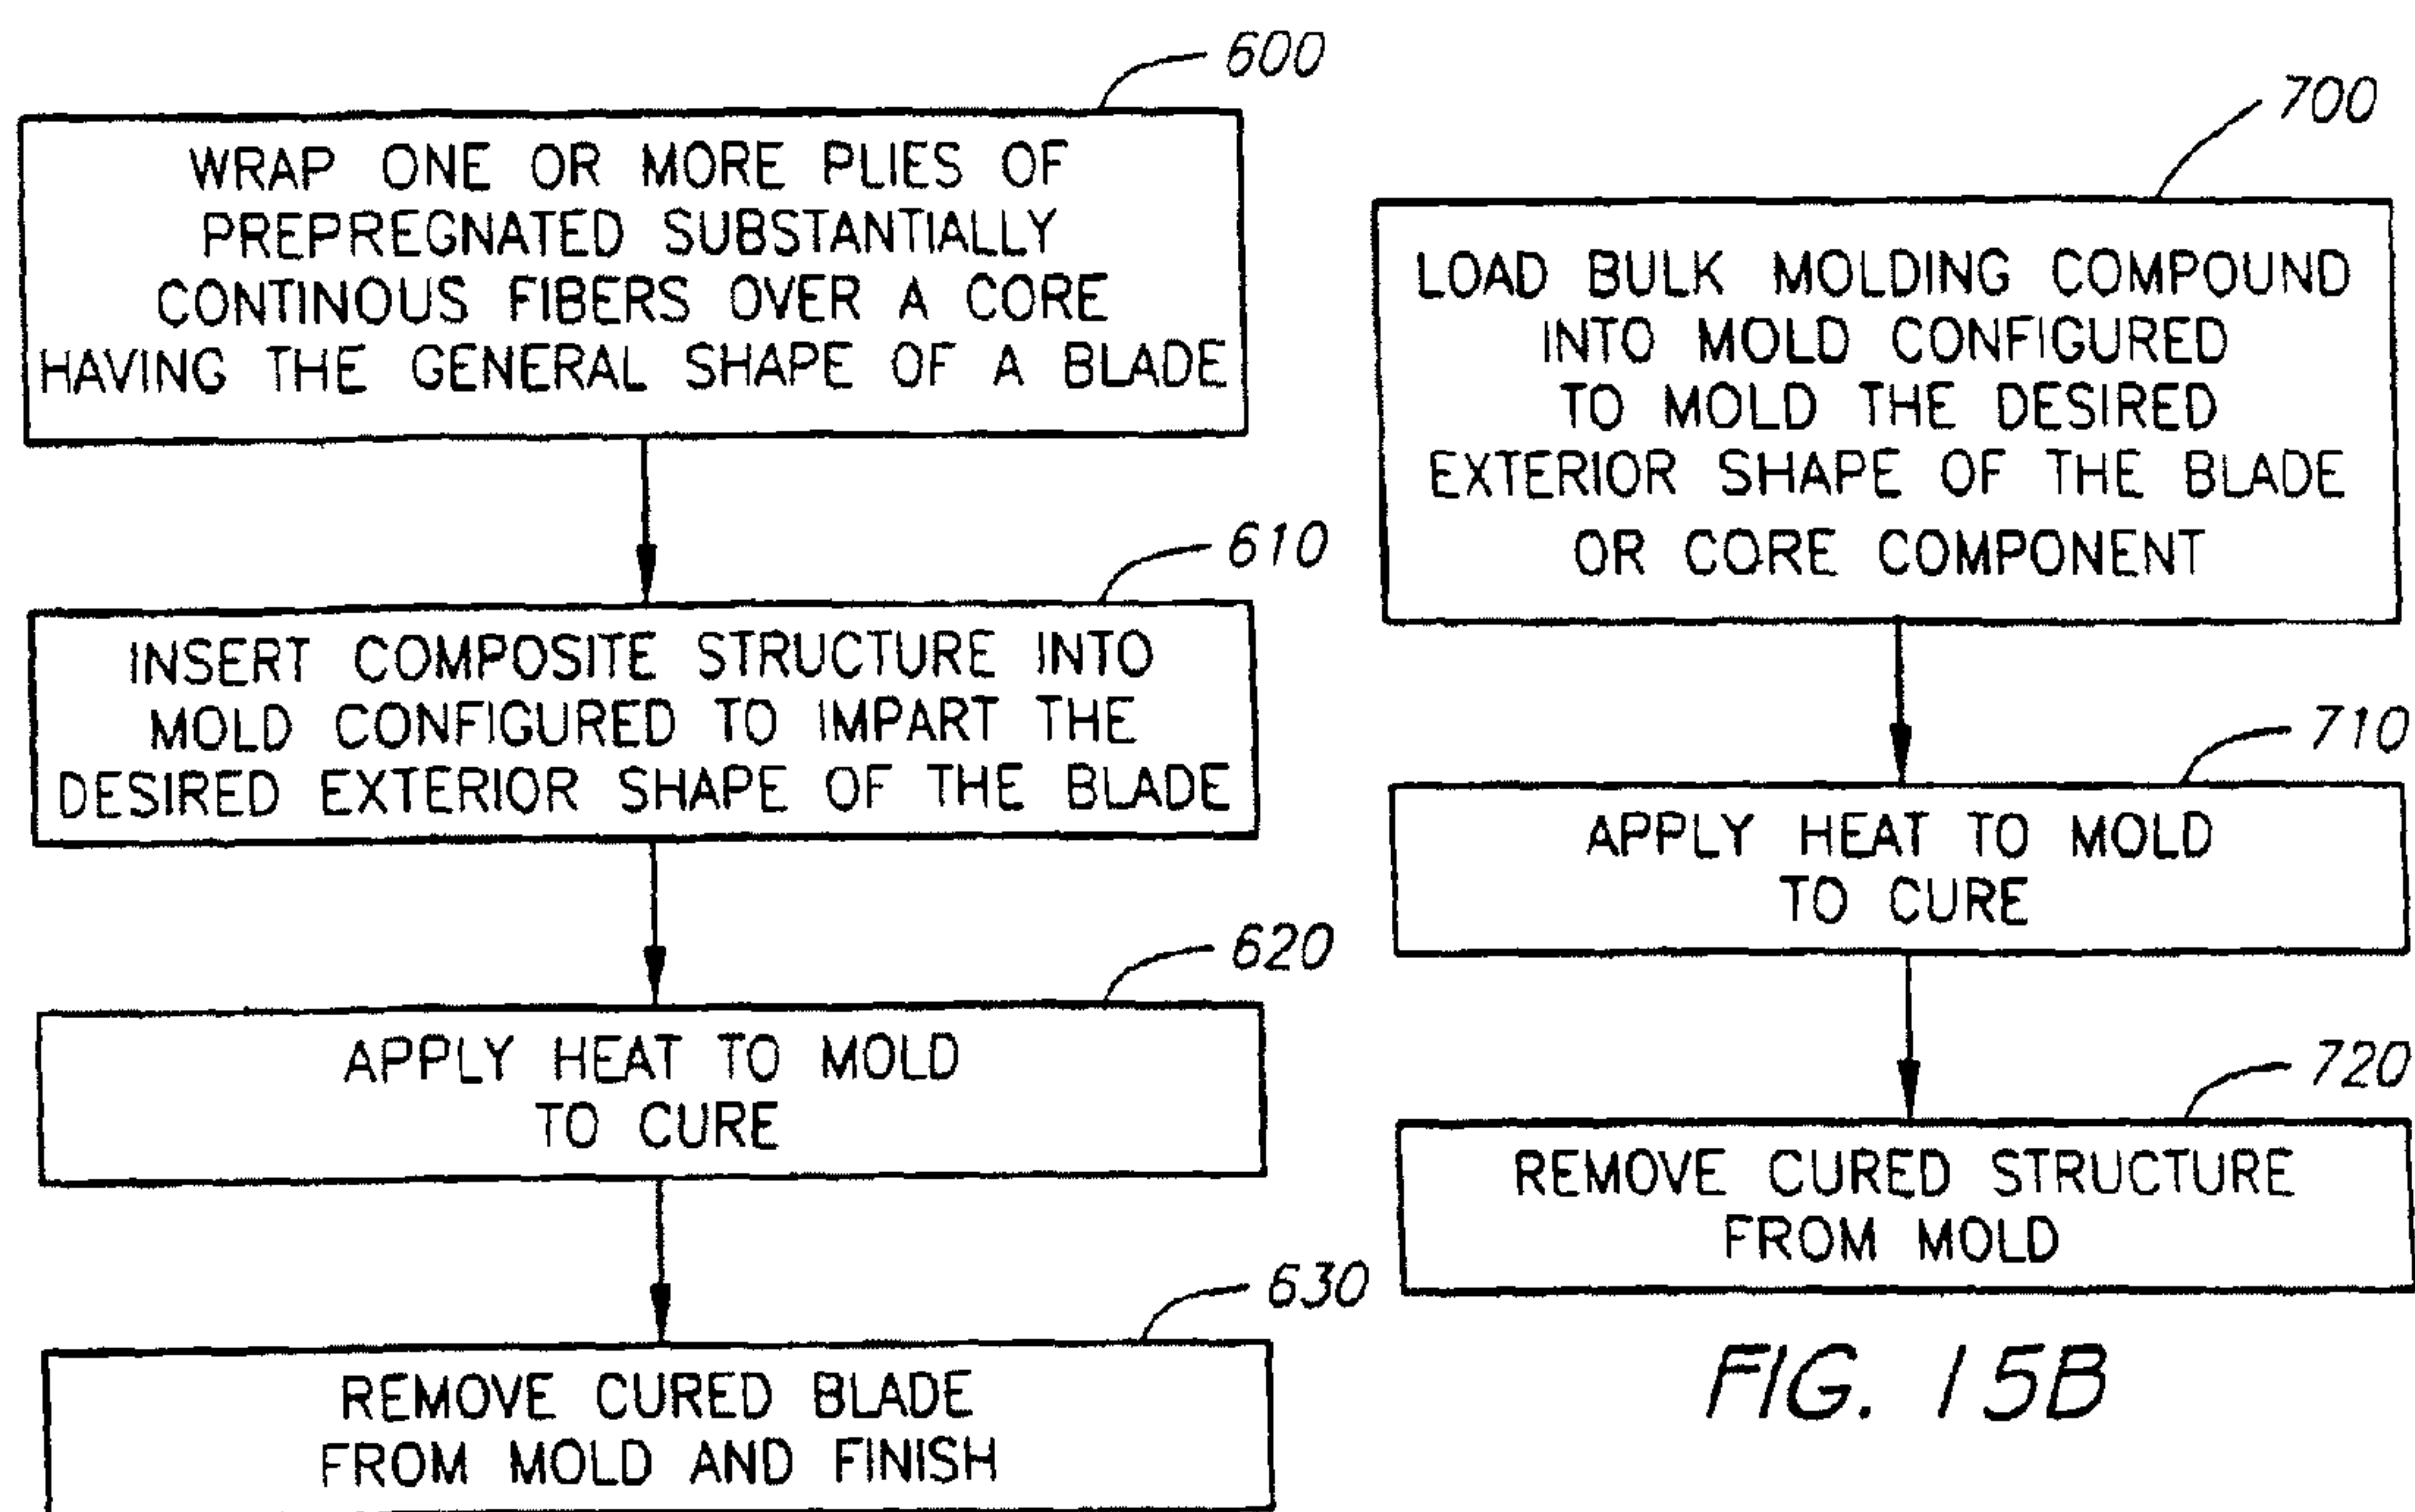 600
WRAP ONE OR MORE PLIES OF
PREPREGNATED SUBSTANTIALLY
CONTINOUS FIBERS OVER A CORE
HAVING THE GENERAL SHAPE OF A BLADE
610
INSERT COMPOSITE STRUCTURE INTO
MOLD CONFIGURED TO IMPART THE
DESIRED EXTERIOR SHAPE OF THE BLADE
620
APPLY HEAT TO MOLD
TO CURE
630
REMOVE CURED BLADE
FROM MOLD AND FINISH
700
LOAD BULK MOLDING COMPOUND
INTO MOLD CONFIGURED
TO MOLD THE DESIRED
EXTERIOR SHAPE OF THE BLADE
OR CORE COMPONENT
710
APPLY HEAT TO MOLD
TO CURE
720
REMOVE CURED STRUCTURE
FROM MOLD
FIG. 15B